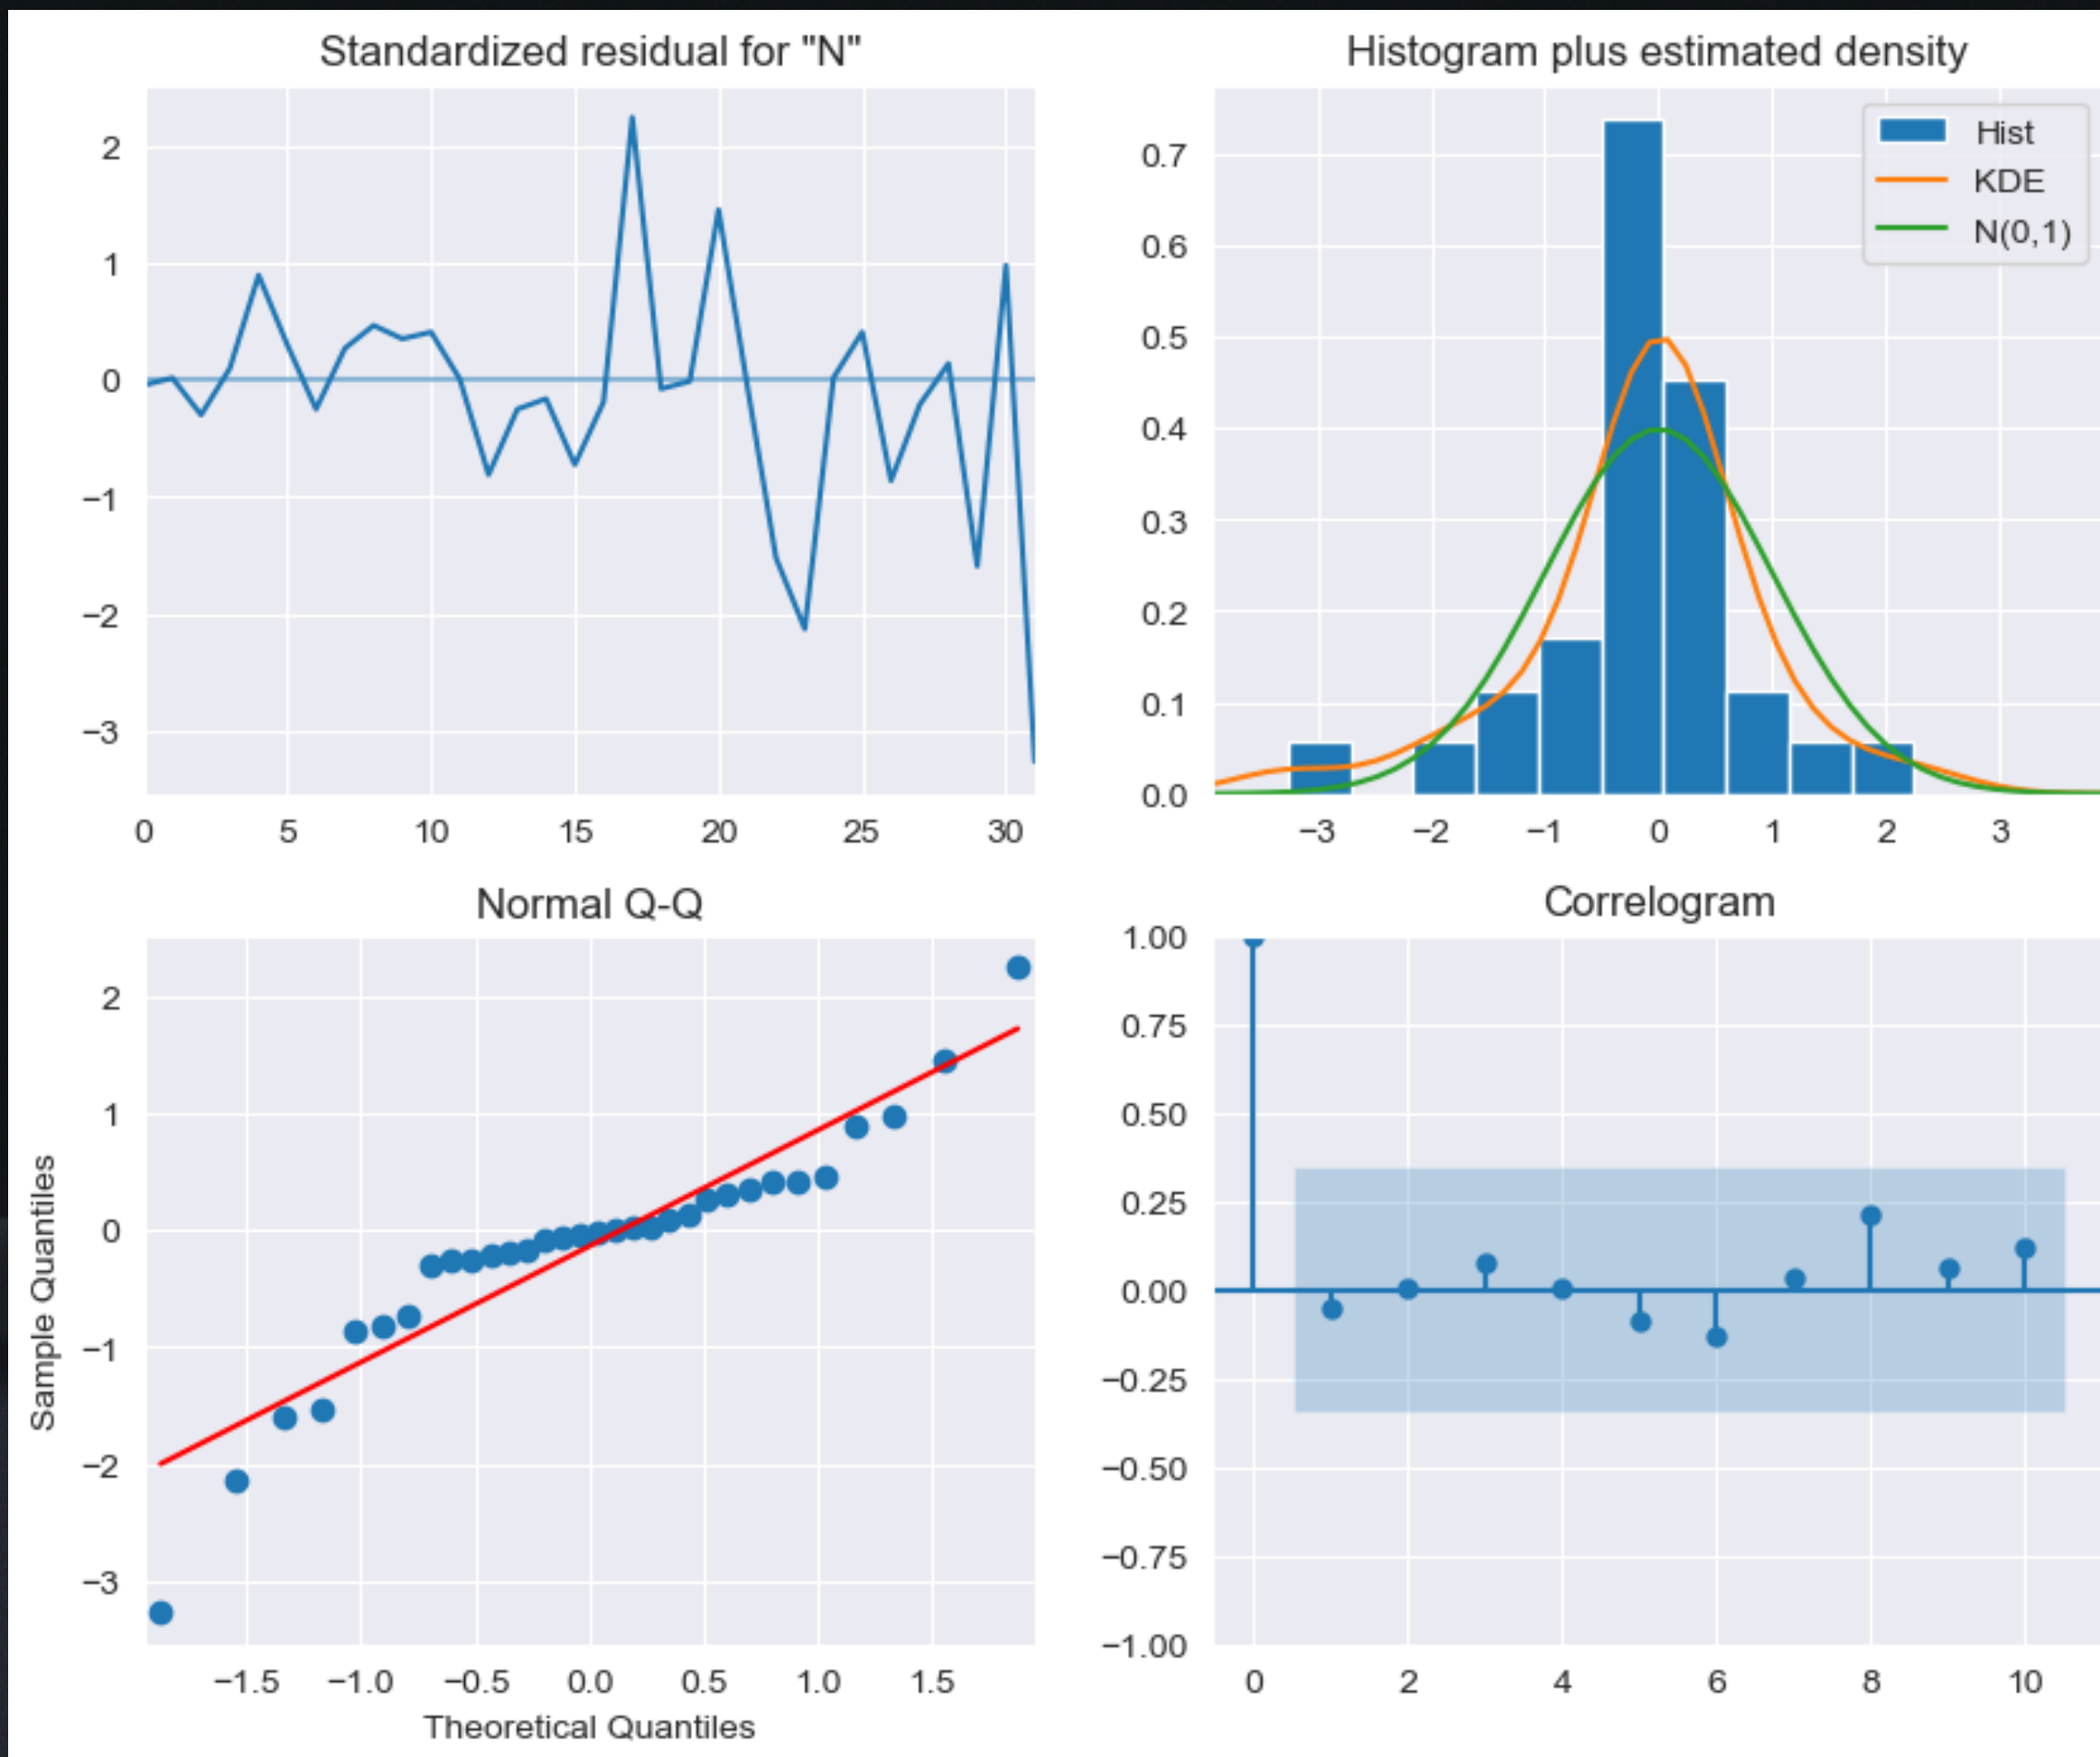 Standardized residual for "N"
2
1
0
−1
−2
−3
0 5 10 15 20 25 30
Histogram plus estimated density
Hist
KDE
N(0,1)
0.7
0.6
0.5
0.4
0.3
0.2
0.1
0.0
−3 −2 −1 0 1 2 3
Normal Q-Q
Sample Quantiles
2
1
0
−1
−2
−3
−1.5 −1.0 −0.5 0.0 0.5 1.0 1.5
Theoretical Quantiles
Correlogram
1.00
0.75
0.50
0.25
0.00
−0.25
−0.50
−0.75
−1.00
0 2 4 6 8 10